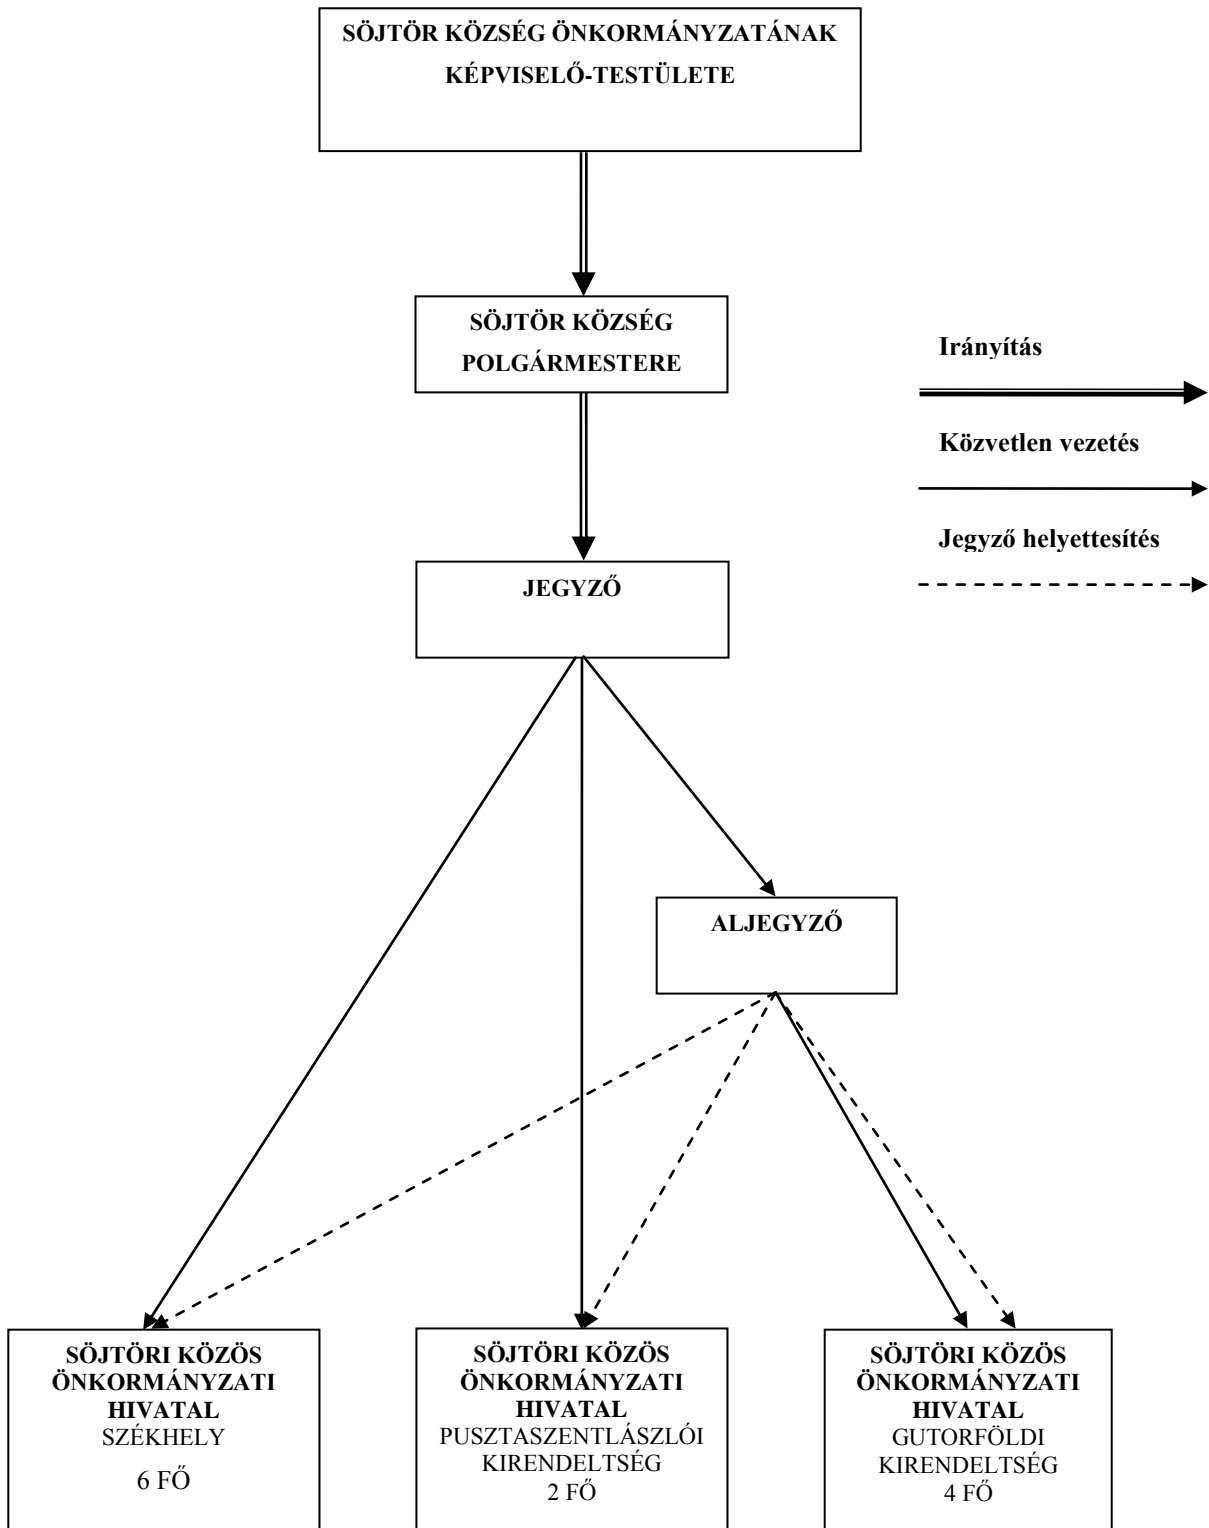 SÖJTÖR KÖZSÉG ÖNKORMÁNYZATÁNAK
KÉPVISELŐ-TESTÜLETE
SÖJTÖR KÖZSÉG
POLGÁRMESTERE
Irányítás
Közvetlen vezetés
Jegyző helyettesítés
JEGYZŐ
ALJEGYZŐ
SÖJTÖRI KÖZÖS
ÖNKORMÁNYZATI
HIVATAL
SZÉKHELY
6 FŐ
SÖJTÖRI KÖZÖS
ÖNKORMÁNYZATI
HIVATAL
PUSZTASZENTLÁSZLÓI
KIRENDELTSÉG
2 FŐ
SÖJTÖRI KÖZÖS
ÖNKORMÁNYZATI
HIVATAL
GUTORFÖLDI
KIRENDELTSÉG
4 FŐ